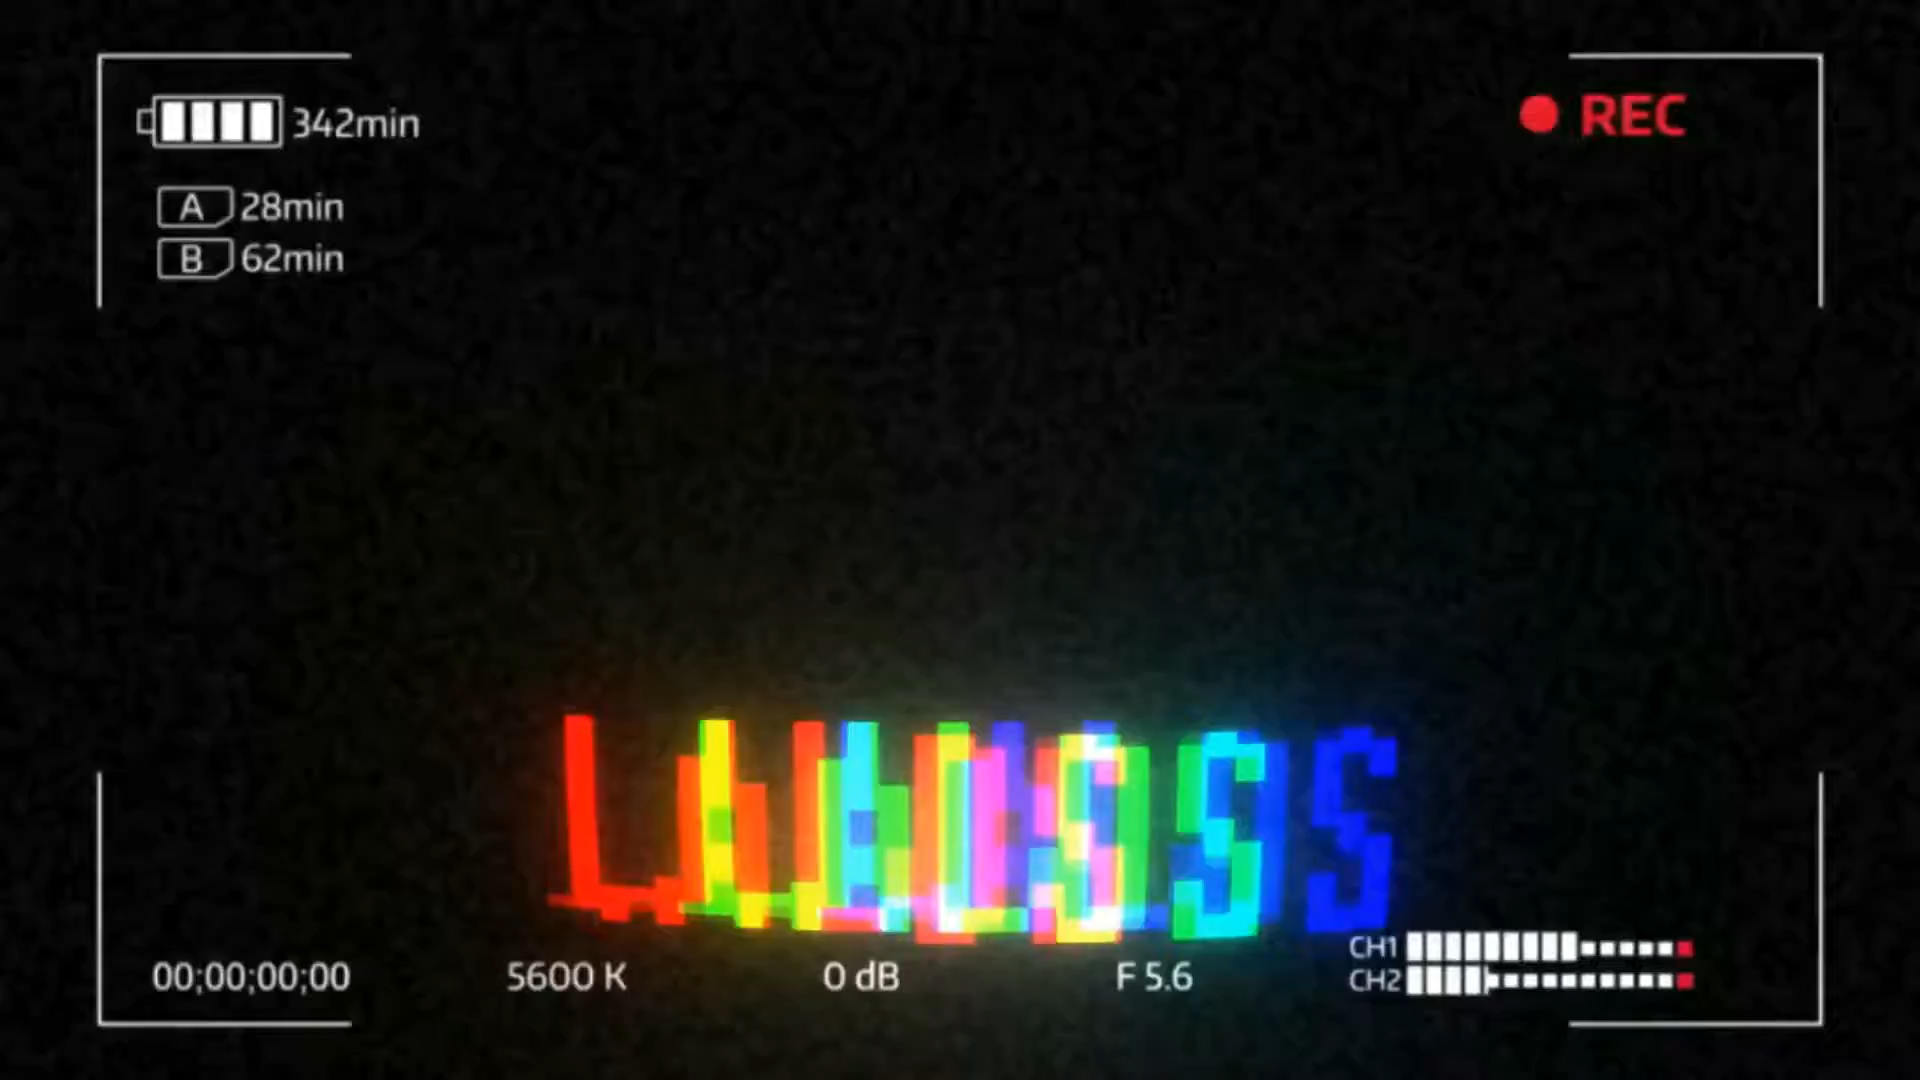 342min
● REC
A 28min
B 62min
00;00;00;00 5600 K 0 dB F 5.6
CH1
CH2